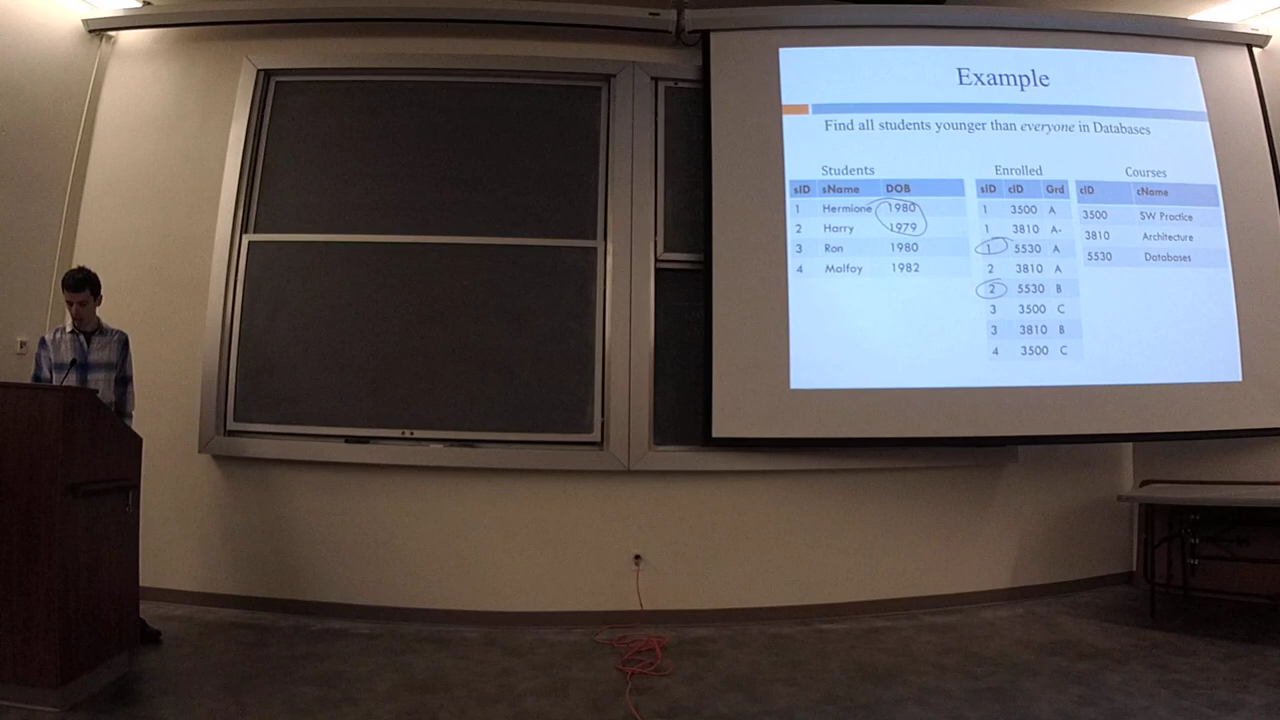 Example
Find all students younger than everyone in Databases
Students
sID sName DOB
1 Hermione 1980
2 Harry 1979
3 Ron 1980
4 Malfoy 1982
Enrolled
sID cID Grd
1 3500 A
1 3810 A-
1 5530 A
2 3810 A
2 5530 B
3 3500 C
3 3810 B
4 3500 C
Courses
cID cName
3500 SW Practice
3810 Architecture
5530 Databases